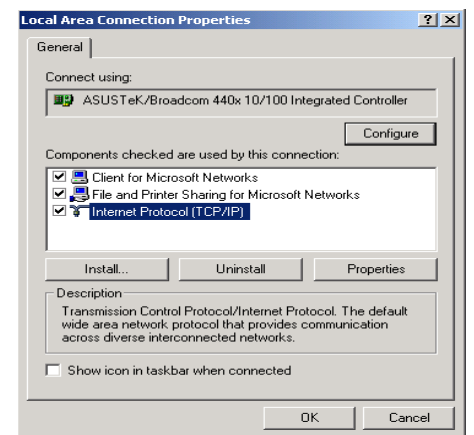 Local Area Connection Properties
General
Connect using:
ASUSTeK/Broadcom 440x 10/100 Integrated Controller
Configure
Components checked are used by this connection:
Client for Microsoft Networks
File and Printer Sharing for Microsoft Networks
Internet Protocol (TCP/IP)
Install... Uninstall Properties
Description
Transmission Control Protocol/Internet Protocol. The default
wide area network protocol that provides communication
across diverse interconnected networks.
Show icon in taskbar when connected
OK Cancel